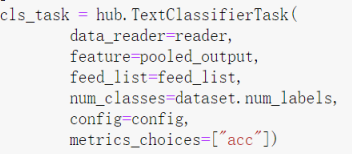 cls_task = hub.TextClassifierTask(
        data_reader=reader,
        feature=pooled_output,
        feed_list=feed_list,
        num_classes=dataset.num_labels,
        config=config,
        metrics_choices=["acc"])